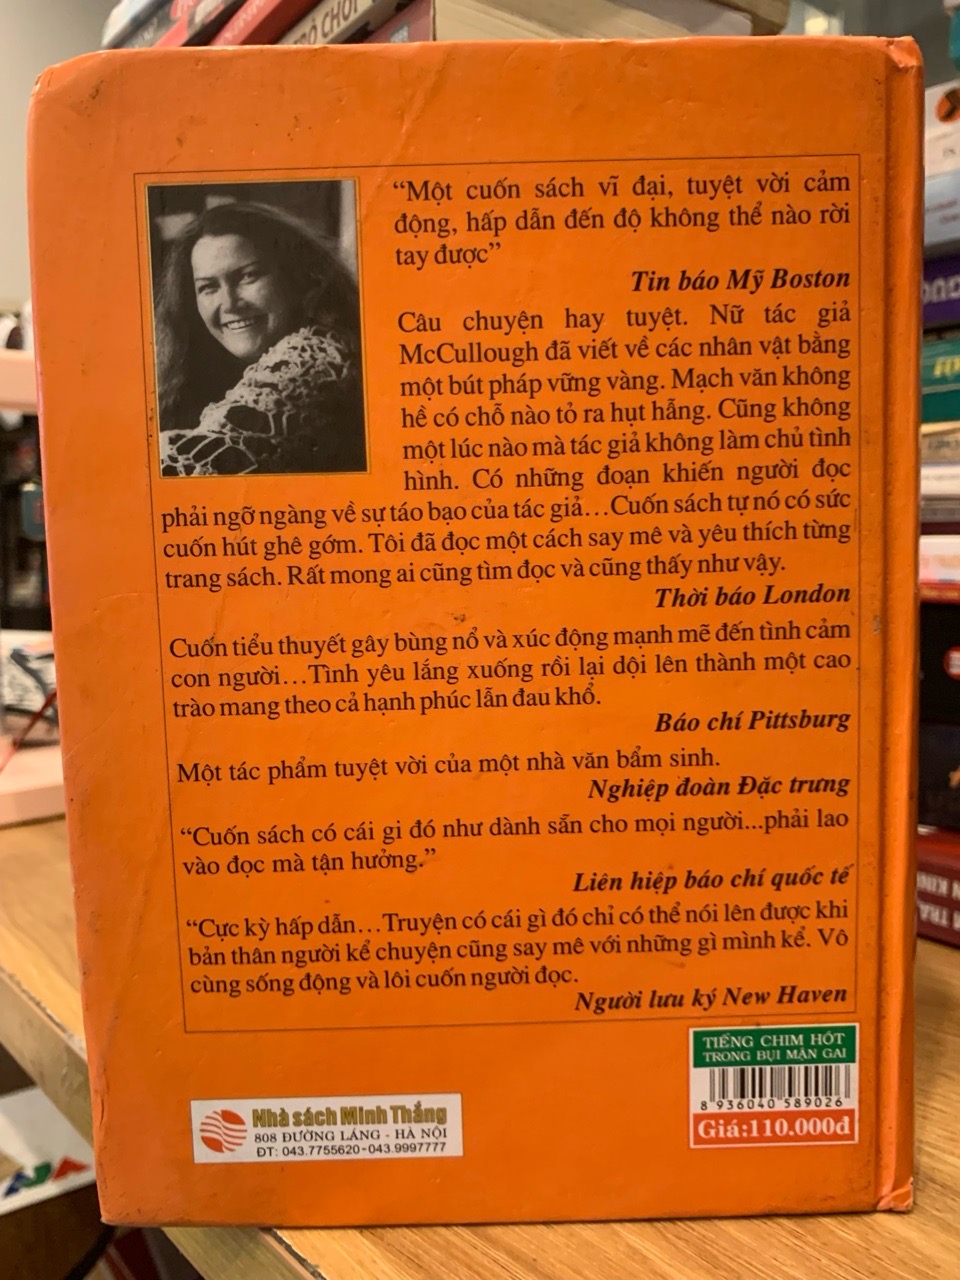 TRÒ CHƠI
“Một cuốn sách vĩ đại, tuyệt vời cảm
động, hấp dẫn đến độ không thể nào rời
tay được”
Tin báo Mỹ Boston
Câu chuyện hay tuyệt. Nữ tác giả
McCullough đã viết về các nhân vật bằng
một bút pháp vững vàng. Mạch văn không
hề có chỗ nào tỏ ra hụt hẫng. Cũng không
một lúc nào mà tác giả không làm chủ tình
hình. Có những đoạn khiến người đọc
phải ngỡ ngàng về sự táo bạo của tác giả...Cuốn sách tự nó có sức
cuốn hút ghê gớm. Tôi đã đọc một cách say mê và yêu thích từng
trang sách. Rất mong ai cũng tìm đọc và cũng thấy như vậy.
Thời báo London
Cuốn tiểu thuyết gây bùng nổ và xúc động mạnh mẽ đến tình cảm
con người...Tình yêu lắng xuống rồi lại dội lên thành một cao
trào mang theo cả hạnh phúc lẫn đau khổ.
Báo chí Pittsburg
Một tác phẩm tuyệt vời của một nhà văn bẩm sinh.
Nghiệp đoàn Đặc trưng
“Cuốn sách có cái gì đó như dành sẵn cho mọi người...phải lao
vào đọc mà tận hưởng.”
Liên hiệp báo chí quốc tế
“Cực kỳ hấp dẫn...Truyện có cái gì đó chỉ có thể nói lên được khi
bản thân người kể chuyện cũng say mê với những gì mình kể. Vô
cùng sống động và lôi cuốn người đọc.
Người lưu ký New Haven
TIẾNG CHIM HÓT
TRONG BỤI MẬN GAI
8 936040 589026
Giá:110.000đ
Nhà sách Minh Thắng
808 ĐƯỜNG LÁNG - HÀ NỘI
ĐT: 043.7755620-043.9997777